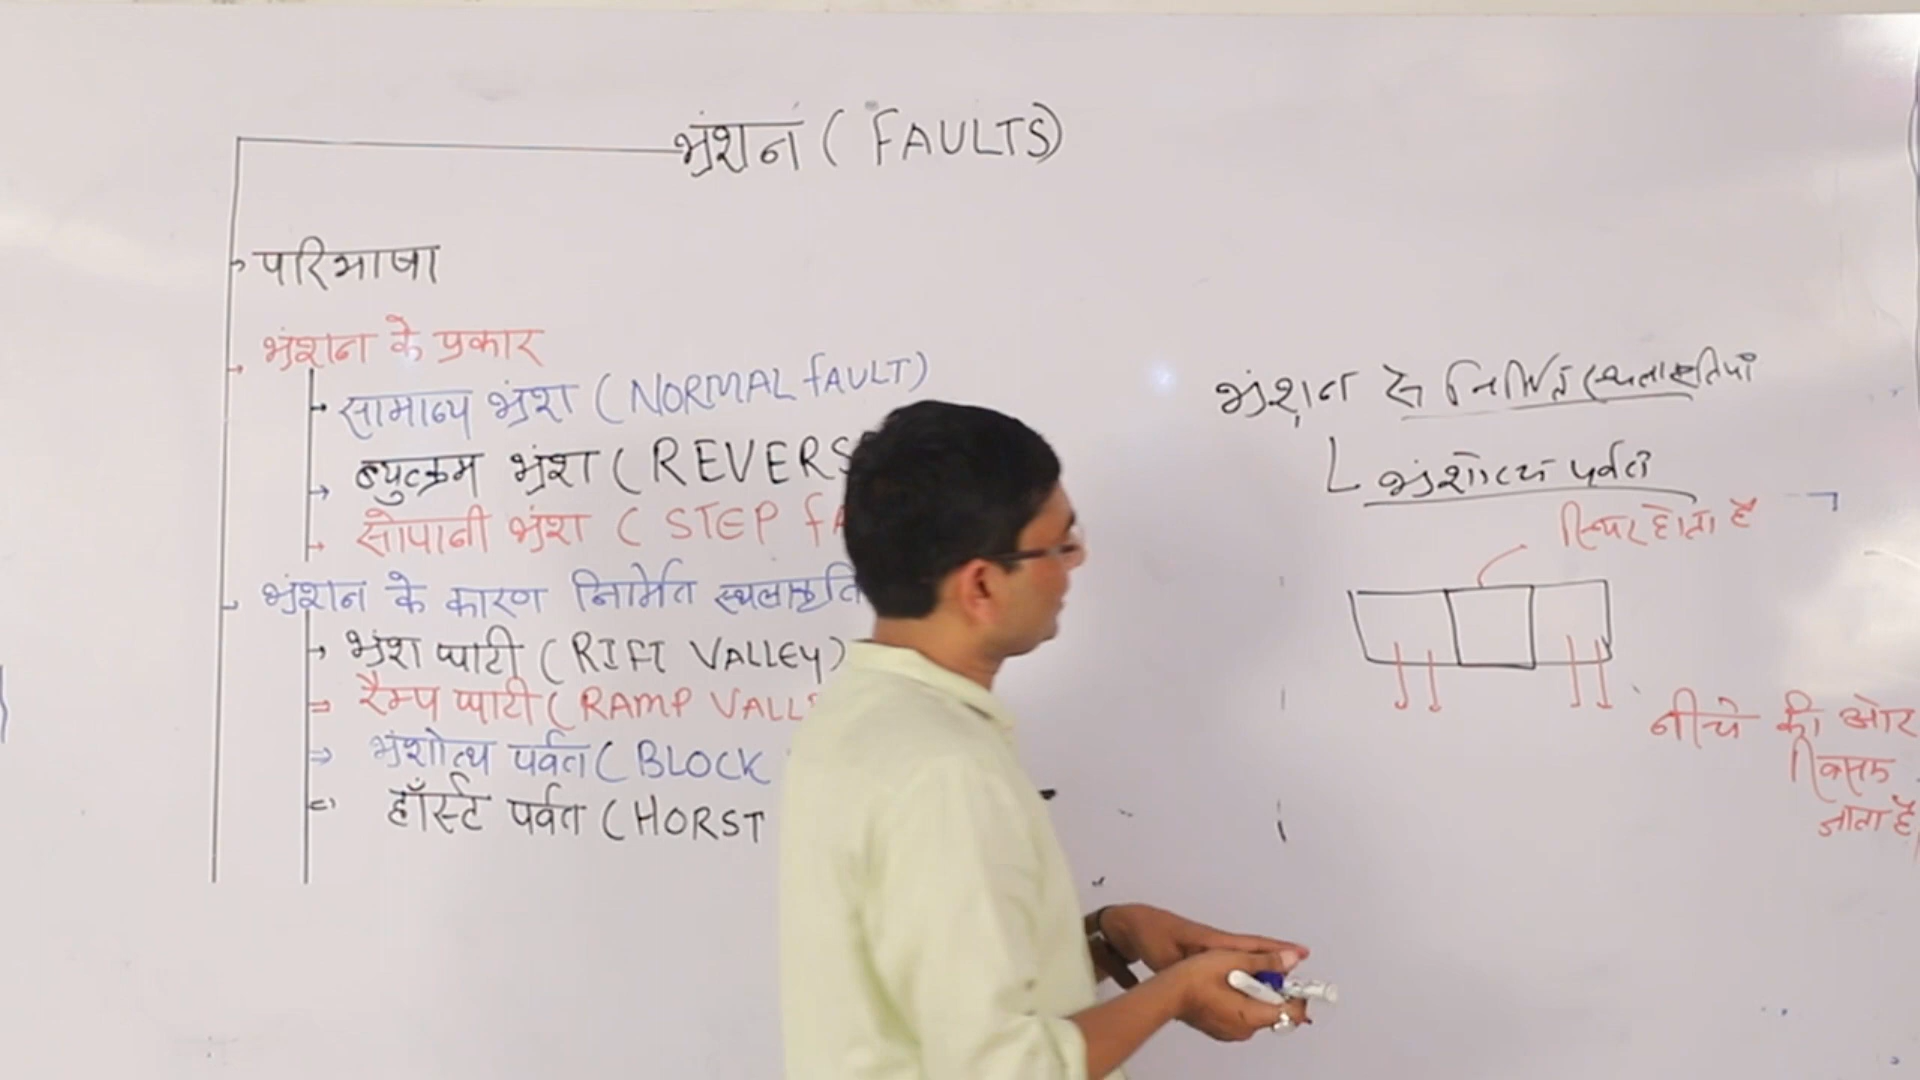 भ्रंशन (FAULTS)
परिभाषा
भ्रंशन के प्रकार
सामान्य भ्रंश (NORMAL fAULT)
व्युत्क्रम भ्रंश (REVERS
सोपानी भ्रंश (STEP fA
भ्रंशन के कारण निर्मित स्थलाकृति
भ्रंश घाटी (RIFT VALLEY)
रैम्प घाटी (RAMP VALL
भ्रंशोत्थ पर्वत (BLOCK
हॉर्स्ट पर्वत (HORST
भ्रंशन से निर्मित स्थलाकृतियाँ
भ्रंशोत्थ पर्वत
स्थिर होता है
नीचे की ओर
खिसक
जाता है